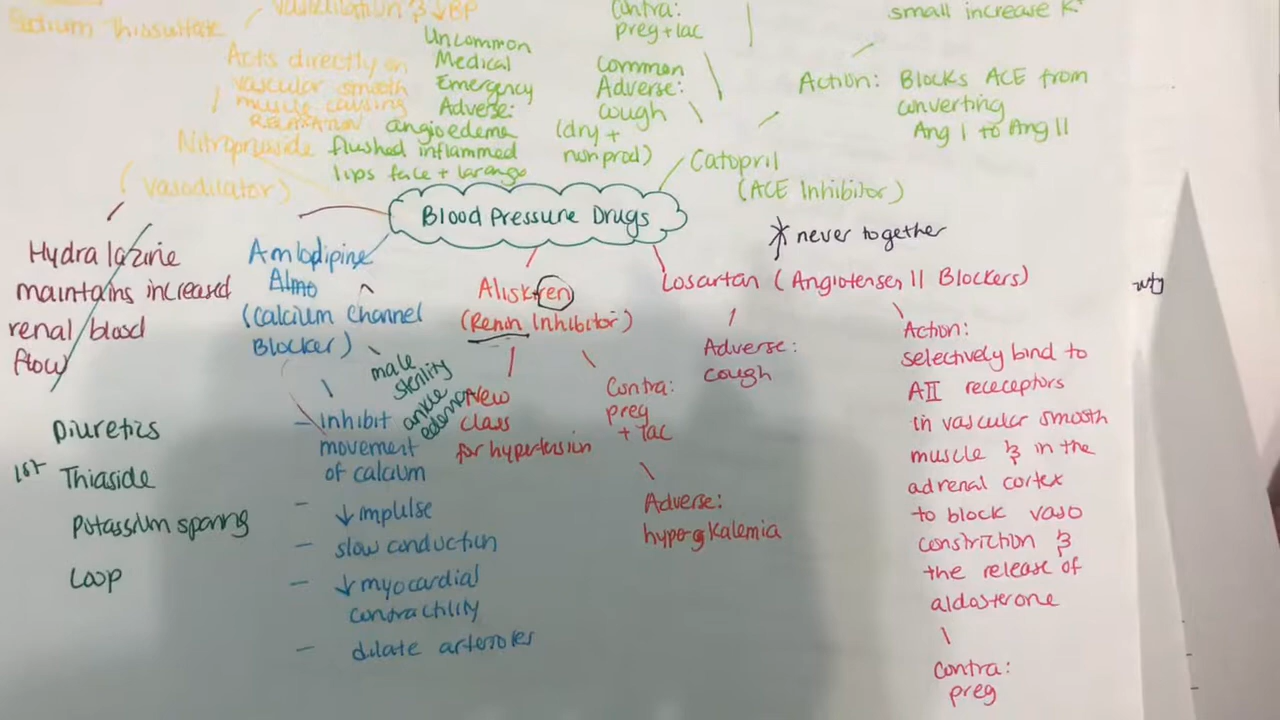 Sodium thiosulfate
Vasodilation & ↓BP
Acts directly on
vascular smooth
muscle causing
RELAXATION
Nitroprusside
(vasodilator)
Uncommon
Medical
Emergency
Adverse:
angioedema
flushed inflammed
lips face + larango
Contra:
preg + lac
Common
Adverse:
cough
(dry +
nonprod)
small increase K+
Action: Blocks ACE from
converting
Ang I to Ang II
Catopril
(ACE Inhibitor)
Blood Pressure Drugs
* never together
Hydralazine
maintains increased
renal blood
flow
Diuretics
1st Thiaside
Potassium sparing
Loop
Amlodipine
Almo
(Calcium Channel
Blocker)
male
sterility
ankle
edema
- inhibit
movement
of calcium
- ↓ impulse
- slow conduction
- ↓ myocardial
contractility
- dilate arterioles
Aliskiren
(Renin Inhibitor)
New
class
for hypertension
Contra:
preg
+ lac
Adverse:
Losartan (Angiotensen II Blockers)
Adverse:
cough
Action:
selectively bind to
AII rececptors
in vascular smooth
muscle & in the
adrenal cortex
to block vaso
constriction &
the release of
aldosterone
Contra:
preg